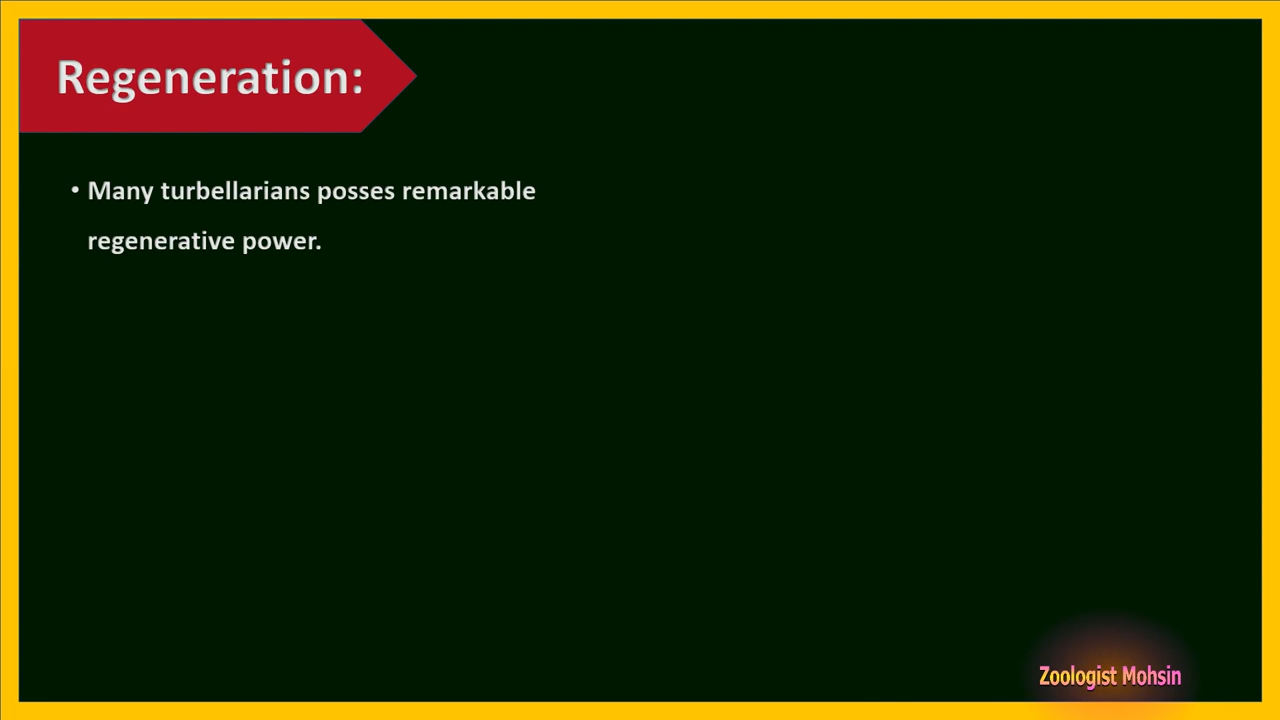 Regeneration:
• Many turbellarians posses remarkable
regenerative power.
Zoologist Mohsin